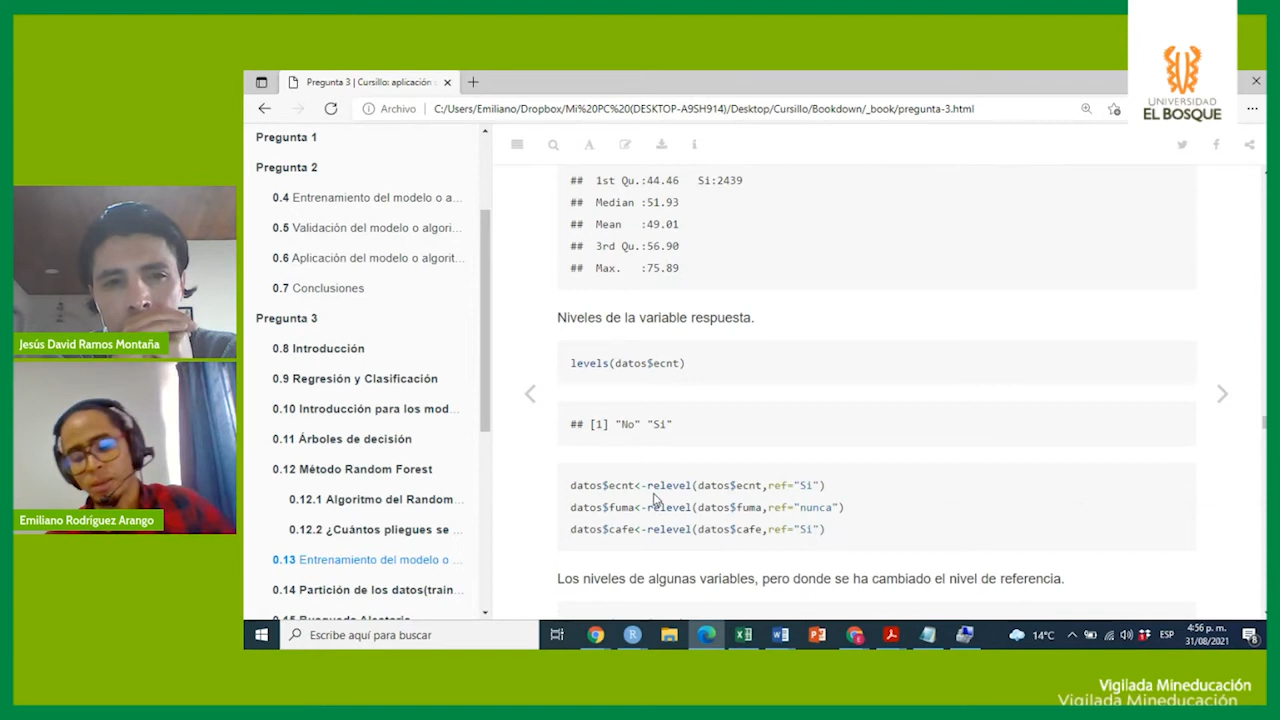 UNIVERSIDAD
EL BOSQUE
Pregunta 3 | Cursillo: aplicación
Archivo
C:/Users/Emiliano/Dropbox/Mi%20PC%20(DESKTOP-A95H914)/Desktop/Cursillo/Bookdown/_book/pregunta-3.html
Pregunta 1
Pregunta 2
0.4 Entrenamiento del modelo o a...
0.5 Validación del modelo o algori...
0.6 Aplicación del modelo o algorit...
0.7 Conclusiones
Pregunta 3
0.8 Introducción
0.9 Regresión y Clasificación
0.10 Introducción para los mod...
0.11 Árboles de decisión
0.12 Método Random Forest
0.12.1 Algoritmo del Random...
0.12.2 ¿Cuántos pliegues se ...
0.13 Entrenamiento del modelo o ...
0.14 Partición de los datos(train...
0.15 Busqueda Aleatoria
## 1st Qu.:44.46 Si:2439
## Median :51.93
## Mean :49.01
## 3rd Qu.:56.90
## Max. :75.89
Niveles de la variable respuesta.
levels(datos$ecnt)
## [1] "No" "Si"
datos$ecnt<-relevel(datos$ecnt,ref="Si")
datos$fuma<-relevel(datos$fuma,ref="nunca")
datos$cafe<-relevel(datos$cafe,ref="Si")
Los niveles de algunas variables, pero donde se ha cambiado el nivel de referencia.
Jesús David Ramos Montaña
Emiliano Rodríguez Arango
Escribe aquí para buscar
14°C
ESP
4:56 p. m.
31/08/2021
8
Vigilada Mineducación
Vigilada Mineducación